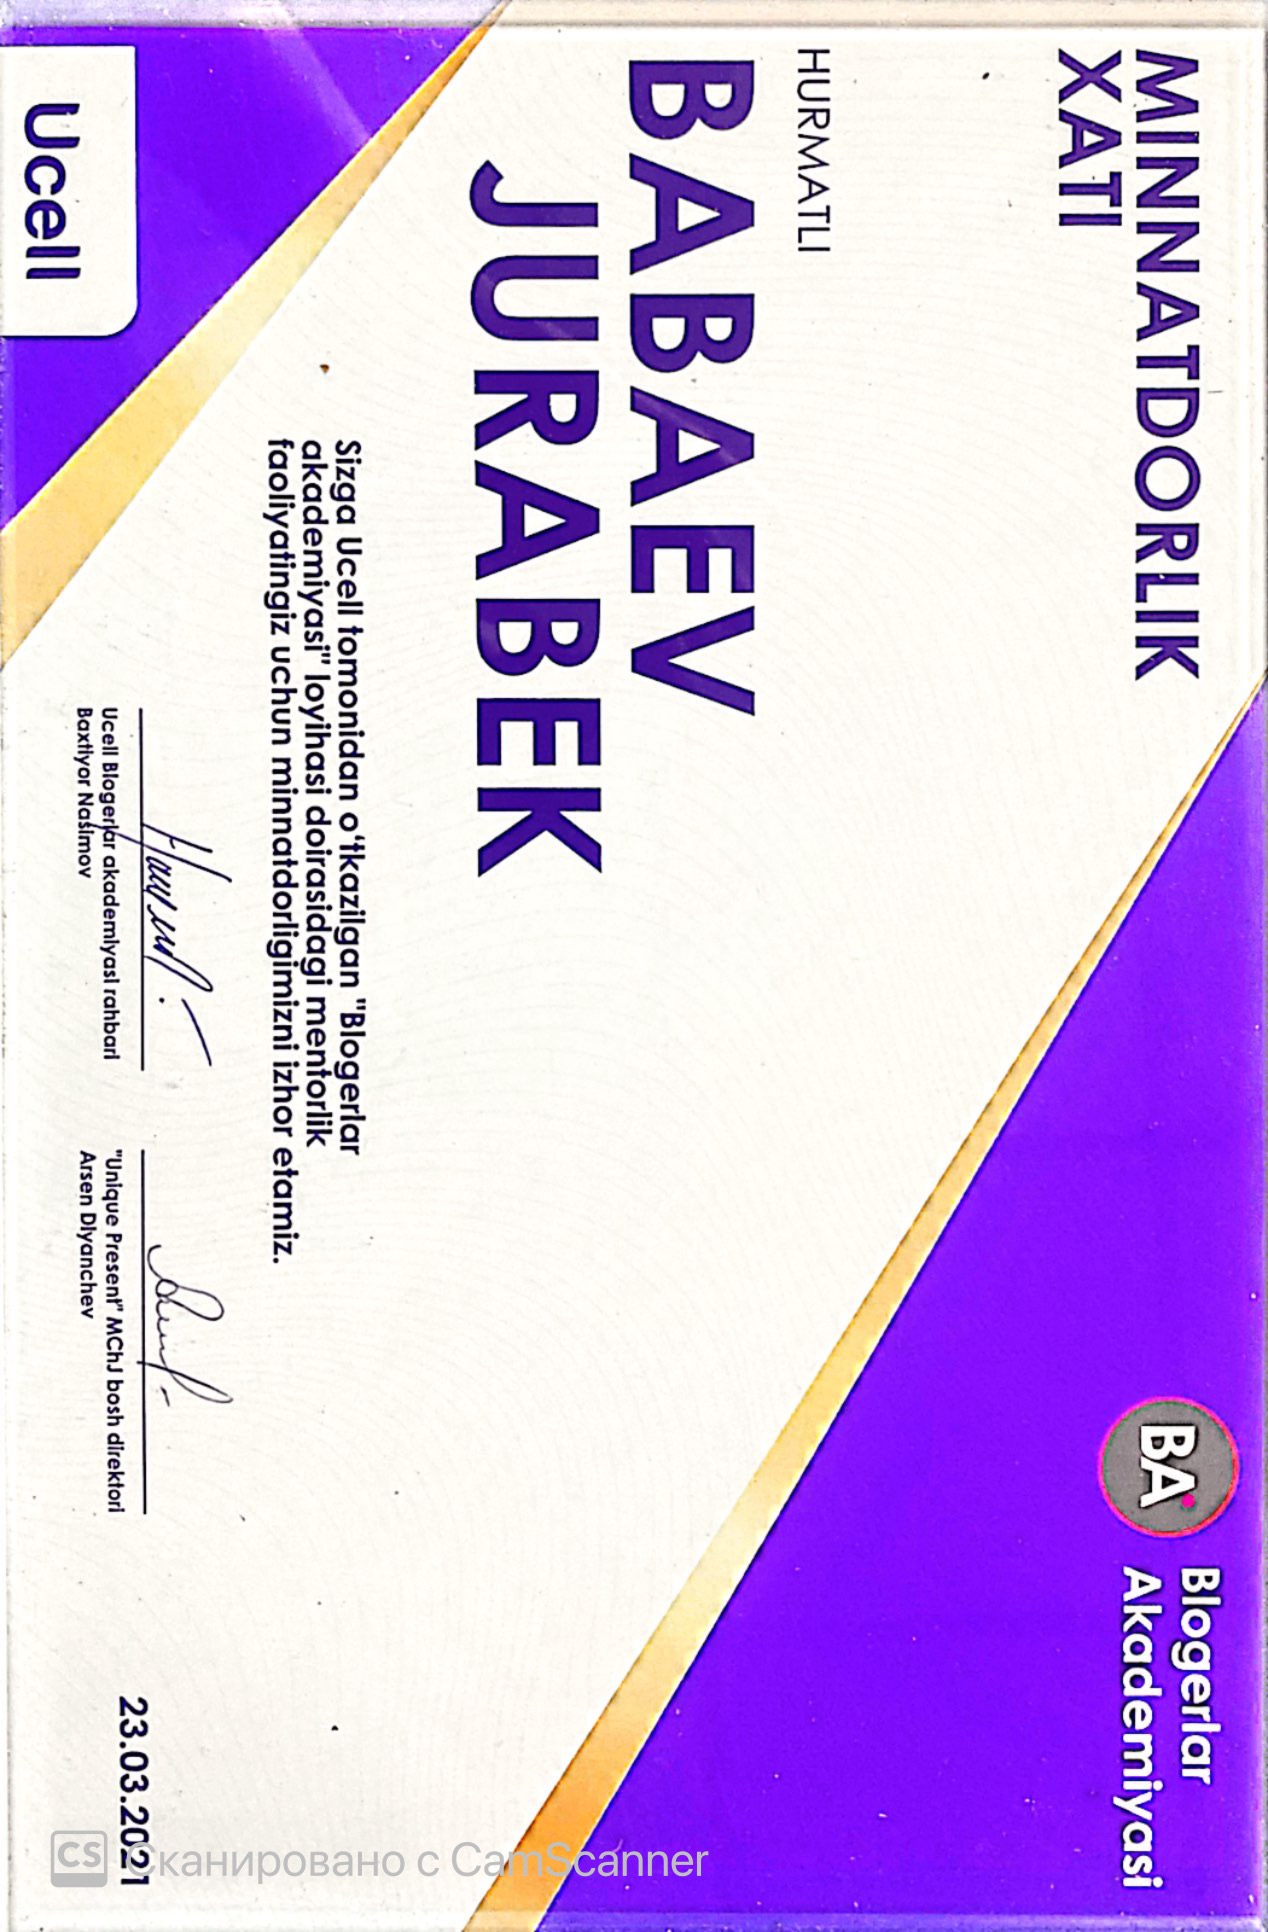 MINNATDORLIK
XATI
BA
Blogerlar
Akademiyasi
HURMATLI
BABAEV
JURABEK
Sizga Ucell tomonidan o'tkazilgan "Blogerlar
akademiyasi" loyihasi doirasidagi mentorlik
faoliyatingiz uchun minnatdorligimizni izhor etamiz.
Ucell
Ucell Blogerlar akademiyasi rahbari
Baxtiyor Nasimov
"Unique Present" MChJ bosh direktori
Arsen Diyanchev
23.03.2021
CS Сканировано с CamScanner